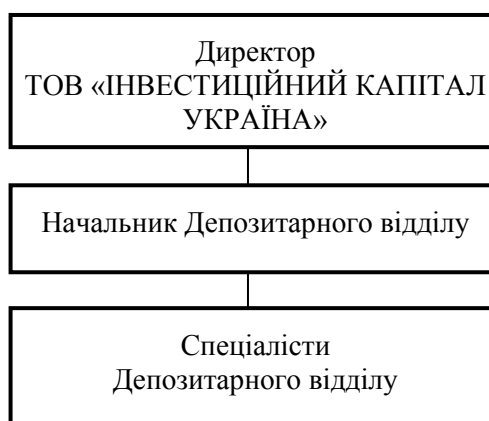 Директор
ТОВ «ІНВЕСТИЦІЙНИЙ КАПІТАЛ
УКРАЇНА»
Начальник Депозитарного відділу
Спеціалісти
Депозитарного відділу